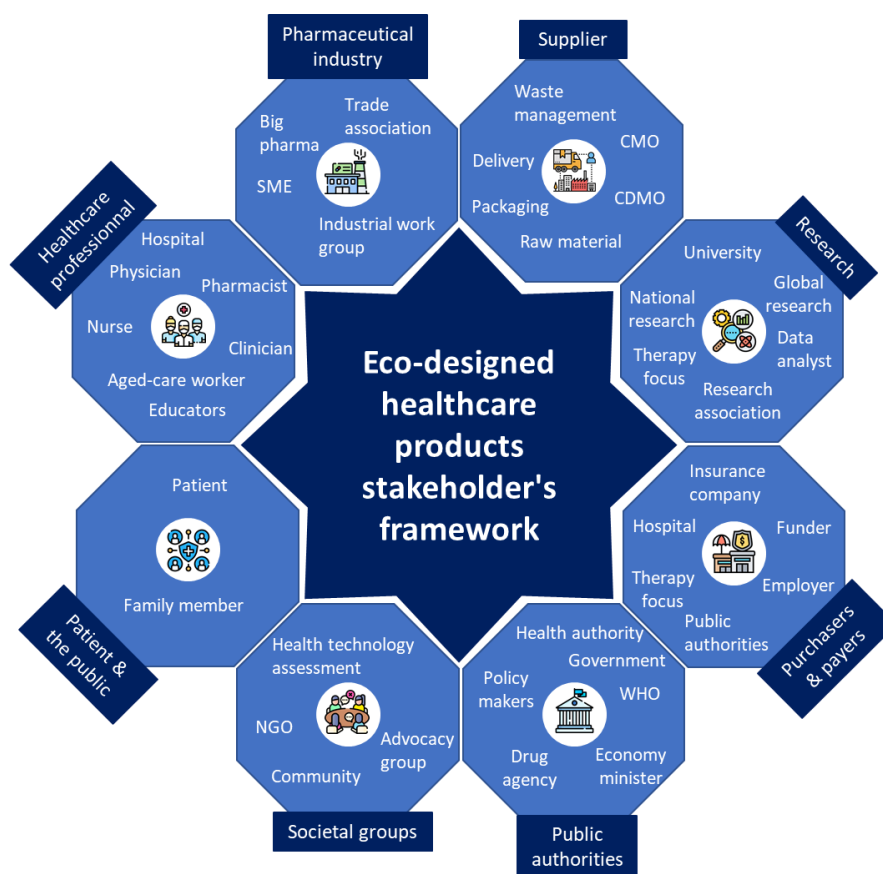 Pharmaceutical
industry
Big
pharma
Trade
association
SME
Industrial work
group
Supplier
Waste
management
CMO
Delivery
CDMO
Packaging
Raw material
Research
University
Global
research
National
research
Data
analyst
Therapy
focus
Research
association
Purchasers
& payers
Insurance
company
Hospital
Funder
Therapy
focus
Employer
Public
authorities
Public
authorities
Health authority
Government
Policy
makers
WHO
Drug
agency
Economy
minister
Societal groups
Health technology
assessment
NGO
Advocacy
group
Community
Patient &
the public
Patient
Family member
Healthcare
professionnal
Hospital
Physician
Pharmacist
Nurse
Clinician
Aged-care worker
Educators
Eco-designed
healthcare
products
stakeholder's
framework